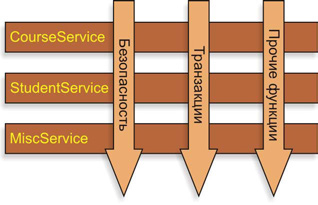 CourseService
StudentService
MiscService
Безопасность
Транзакции
Прочие функции